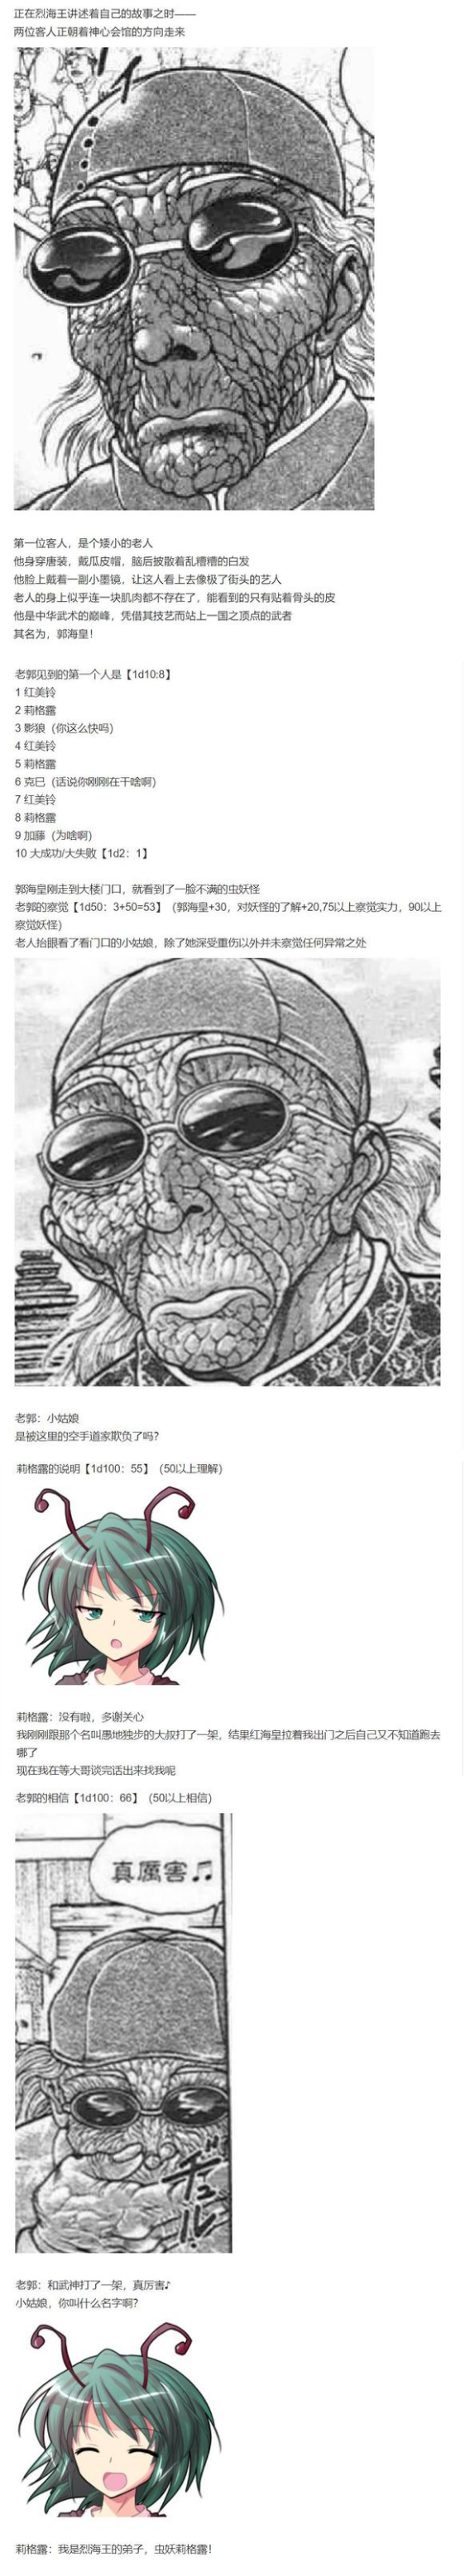 正在烈海王讲述着自己的故事之时——
两位客人正朝着神心会馆的方向走来
第一位客人，是个矮小的老人
他身穿唐装，戴瓜皮帽，脑后披散着乱糟糟的白发
他脸上戴着一副小墨镜，让这人看上去像极了街头的艺人
老人的身上似乎连一块肌肉都不存在了，能看到的只有贴着骨头的皮
他是中华武术的巅峰，凭借其技艺而站上一国之顶点的武者
其名为，郭海皇！
老郭见到的第一个人是【1d10:8】
1 红美铃
2 莉格露
3 影狼（你这么快吗）
4 红美铃
5 莉格露
6 克巳（话说你刚刚在干啥啊）
7 红美铃
8 莉格露
9 加藤（为啥啊）
10 大成功/大失败【1d2：1】
郭海皇刚走到大楼门口，就看到了一脸不满的虫妖怪
老郭的察觉【1d50：3+50=53】（郭海皇+30，对妖怪的了解+20,75以上察觉实力，90以上
察觉妖怪）
老人抬眼看了看门口的小姑娘，除了她深受重伤以外并未察觉任何异常之处
老郭：小姑娘
是被这里的空手道家欺负了吗?
莉格露的说明【1d100：55】（50以上理解）
莉格露：没有啦，多谢关心
我刚刚跟那个名叫愚地独步的大叔打了一架，结果红海皇拉着我出门之后自己又不知道跑去
哪了
现在我在等大哥谈完话出来找我呢
老郭的相信【1d100：66】（50以上相信）
真厲害♫
老郭：和武神打了一架，真厉害♪
小姑娘，你叫什么名字啊?
莉格露：我是烈海王的弟子，虫妖莉格露！